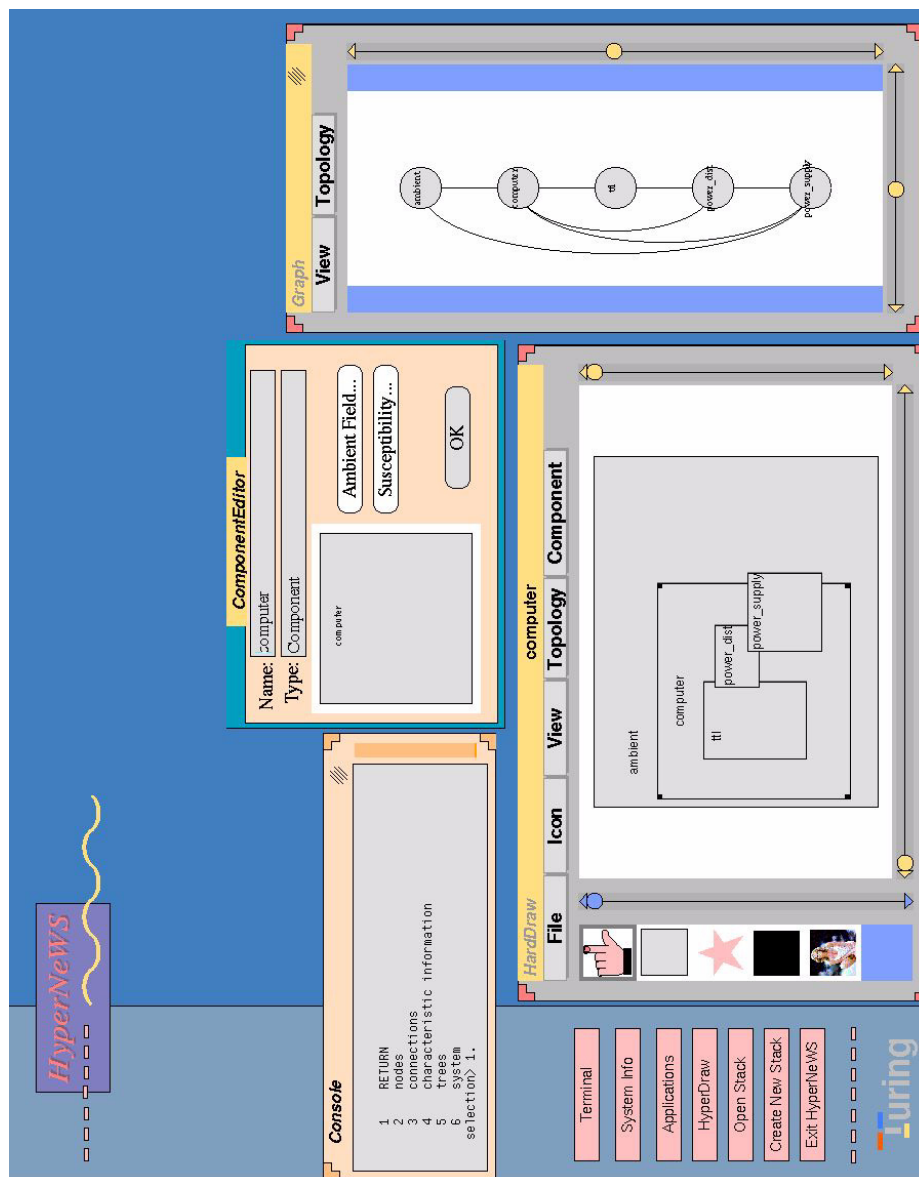 HyperNeWS
Console
1 RETURN
2 nodes
3 connections
4 characteristic information
5 trees
6 system
selection> 1.
ComponentEditor
Name: computer
Type: Component
computer
Ambient Field...
Susceptibility...
OK
Graph
View Topology
ambient
computer
ttl
power_dist
power_supply
Terminal
System Info
Applications
HyperDraw
Open Stack
Create New Stack
Exit HyperNeWS
Turing
HardDraw computer
File Icon View Topology Component
ambient
computer
ttl
power_dist
power_supply